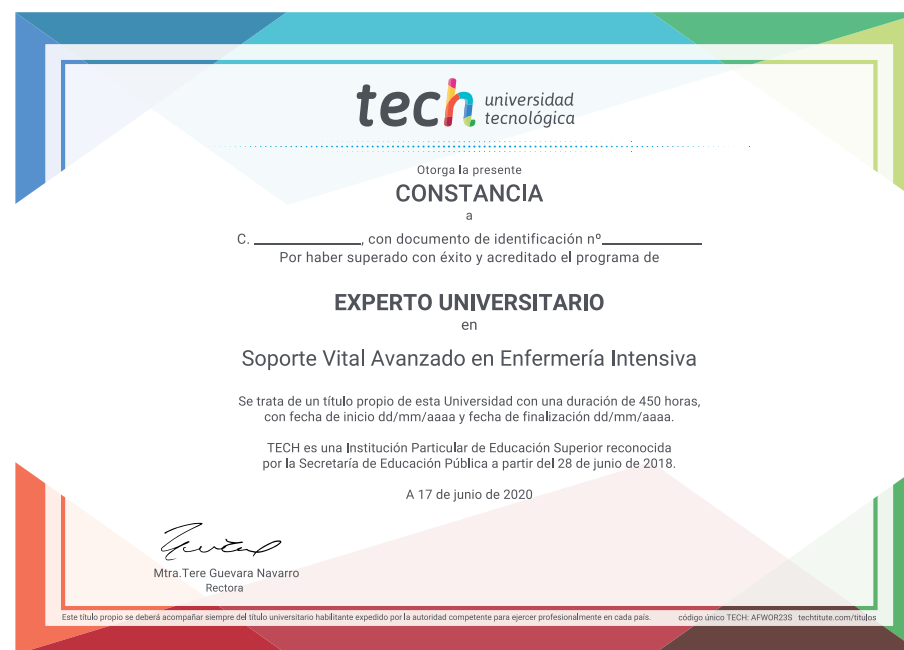 tech universidad
tecnológica
Otorga la presente
CONSTANCIA
a
C. ______________, con documento de identificación nº_____________
Por haber superado con éxito y acreditado el programa de
EXPERTO UNIVERSITARIO
en
Soporte Vital Avanzado en Enfermería Intensiva
Se trata de un título propio de esta Universidad con una duración de 450 horas,
con fecha de inicio dd/mm/aaaa y fecha de finalización dd/mm/aaaa.
TECH es una Institución Particular de Educación Superior reconocida
por la Secretaría de Educación Pública a partir del 28 de junio de 2018.
A 17 de junio de 2020
Mtra.Tere Guevara Navarro
Rectora
Este título propio se deberá acompañar siempre del título universitario habilitante expedido por la autoridad competente para ejercer profesionalmente en cada país. código único TECH: AFWOR23S techtitute.com/titulos